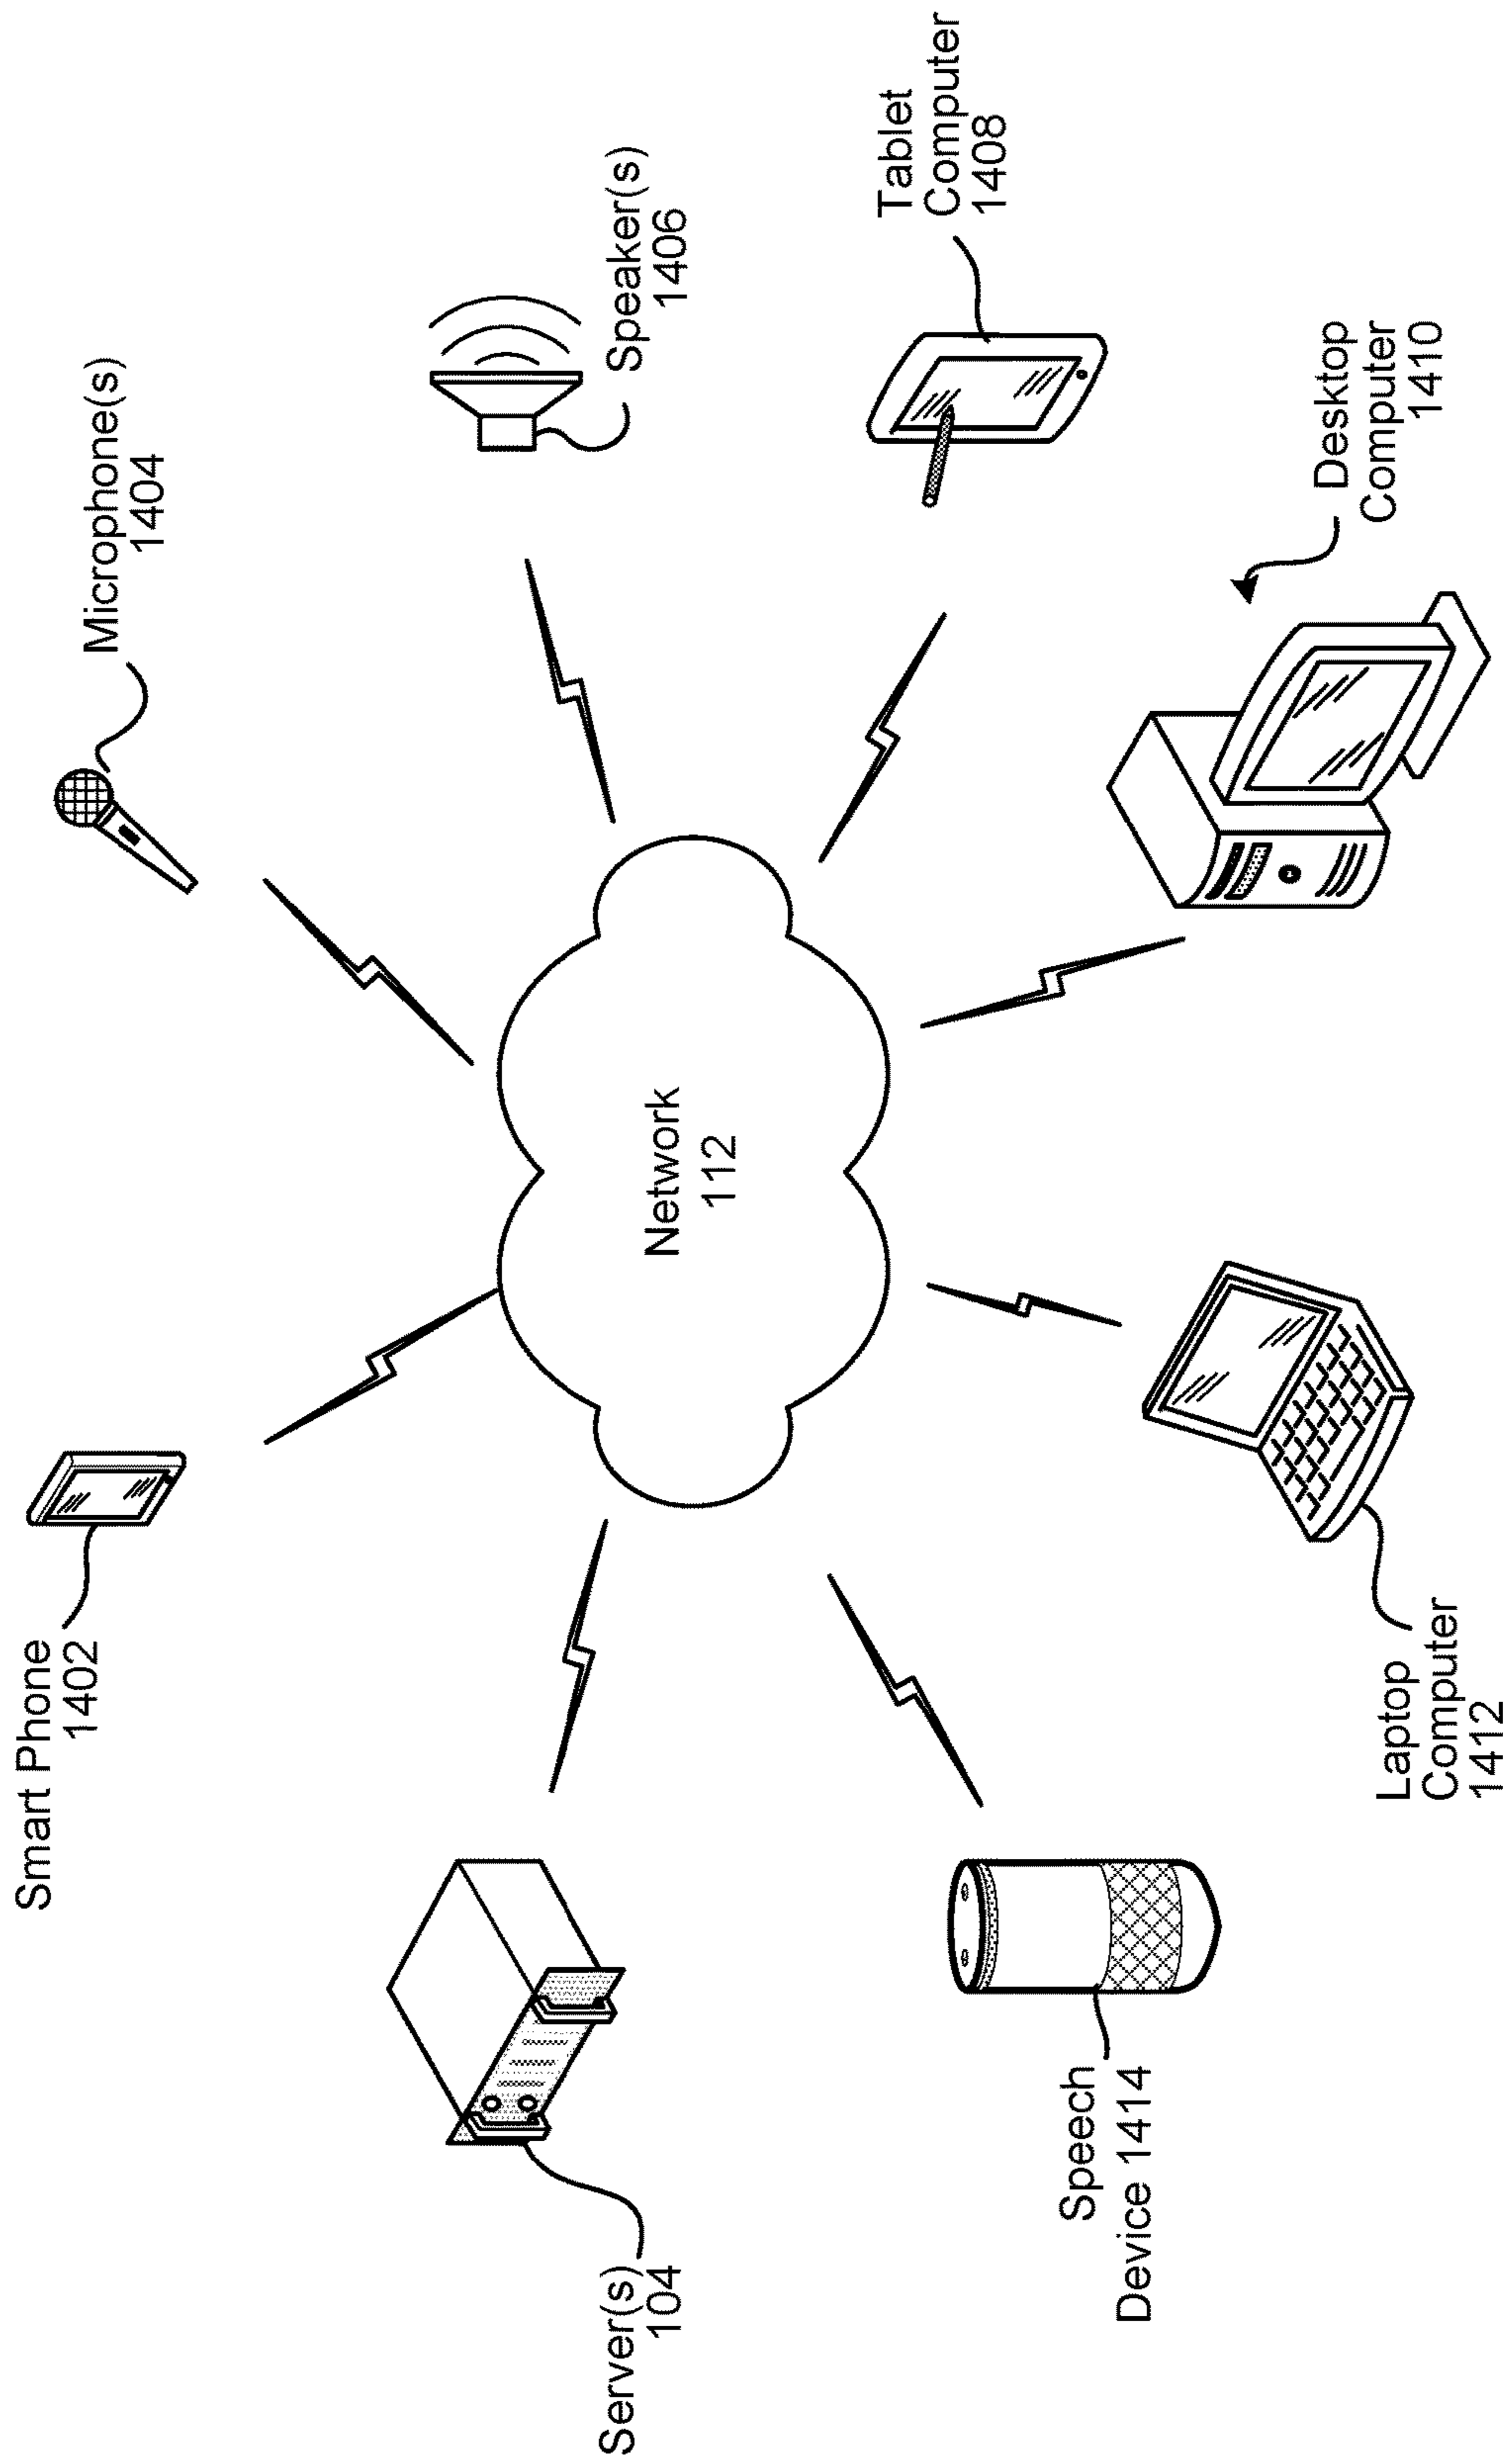 Smart Phone
1402
Microphone(s)
1404
Server(s)
104
Speaker(s)
1406
Network
112
Speech
Device 1414
Tablet
Computer
1408
Laptop
Computer
1412
Desktop
Computer
1410